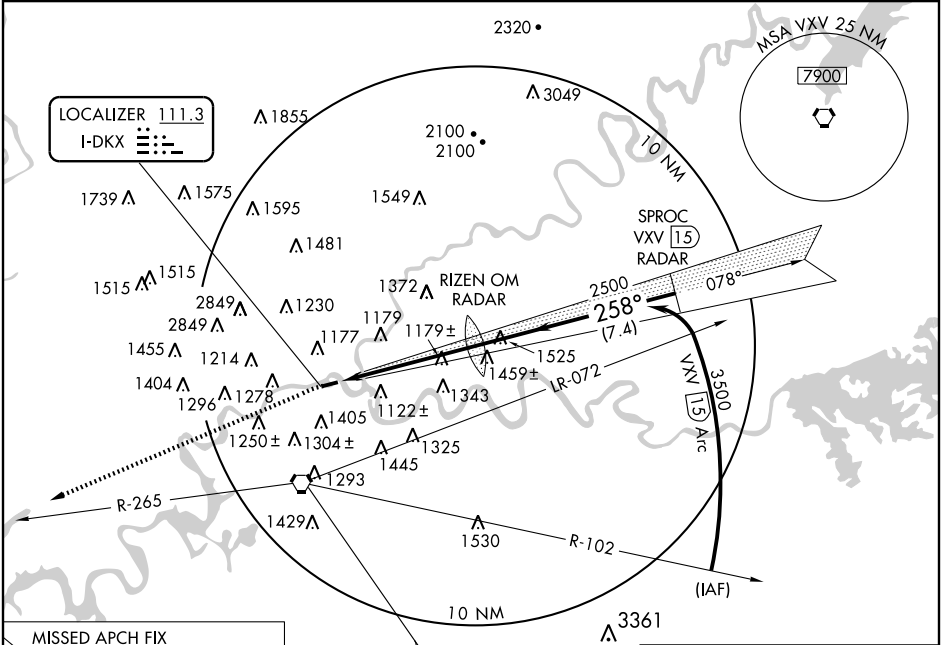 2320
MSA VXV 25 NM
7900
LOCALIZER 111.3
I-DKX
1855
3049
2100
2100
10 NM
1739
1575
1595
1549
1481
SPROC
VXV 15
RADAR
1515
1515
RIZEN OM
RADAR
1372
2500
078°
2849
1230
258°
(7.4)
2849
1179
1179±
1177
1525
1455
1214
1459±
LR-072
3500
VXV 15 Arc
1404
1278
1296
1122±
1343
1405
1250±
1304±
1325
1445
1293
R-265
1429
1530
R-102
(IAF)
10 NM
3361
MISSED APCH FIX